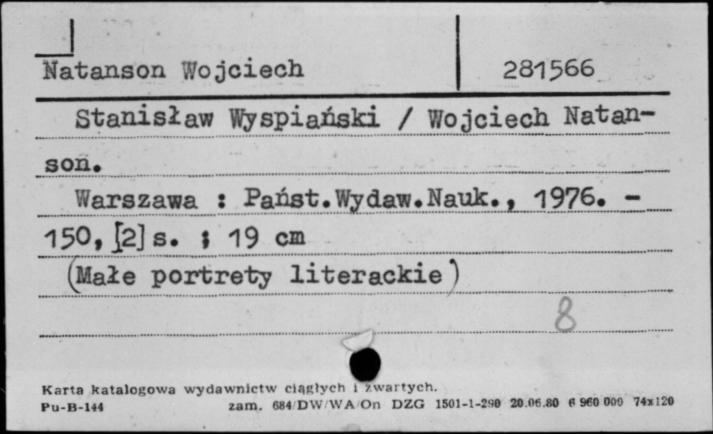 Natanson Wojciech 281566
Stanisław Wyspiański / Wojciech Natan-
son.
Warszawa : Państ.Wydaw.Nauk., 1976. -
150, [2] s. ; 19 cm
(Małe portrety literackie)
8
Karta katalogowa wydawnictw ciągłych i zwartych.
Pu-B-144 zam. 684/DW/WA/On DZG 1501-1-290 20.06.80 6 960 000 74x120